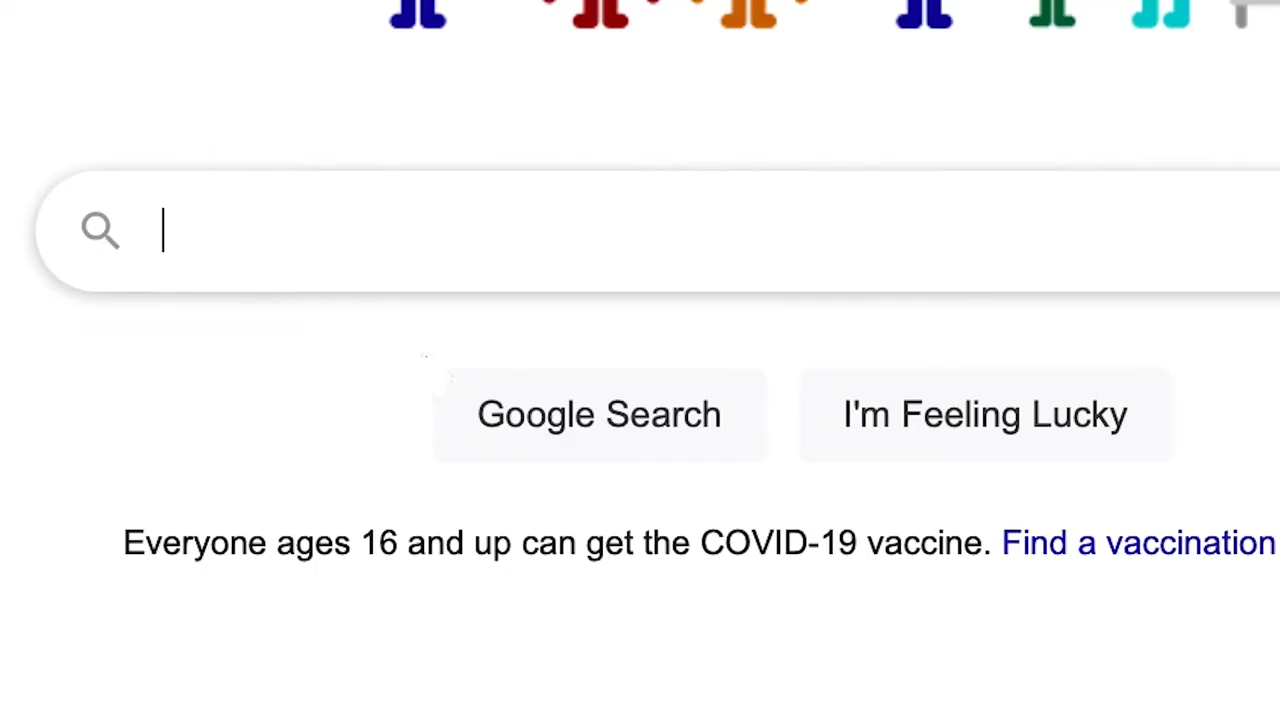 Google Search
I'm Feeling Lucky
Everyone ages 16 and up can get the COVID-19 vaccine. Find a vaccination